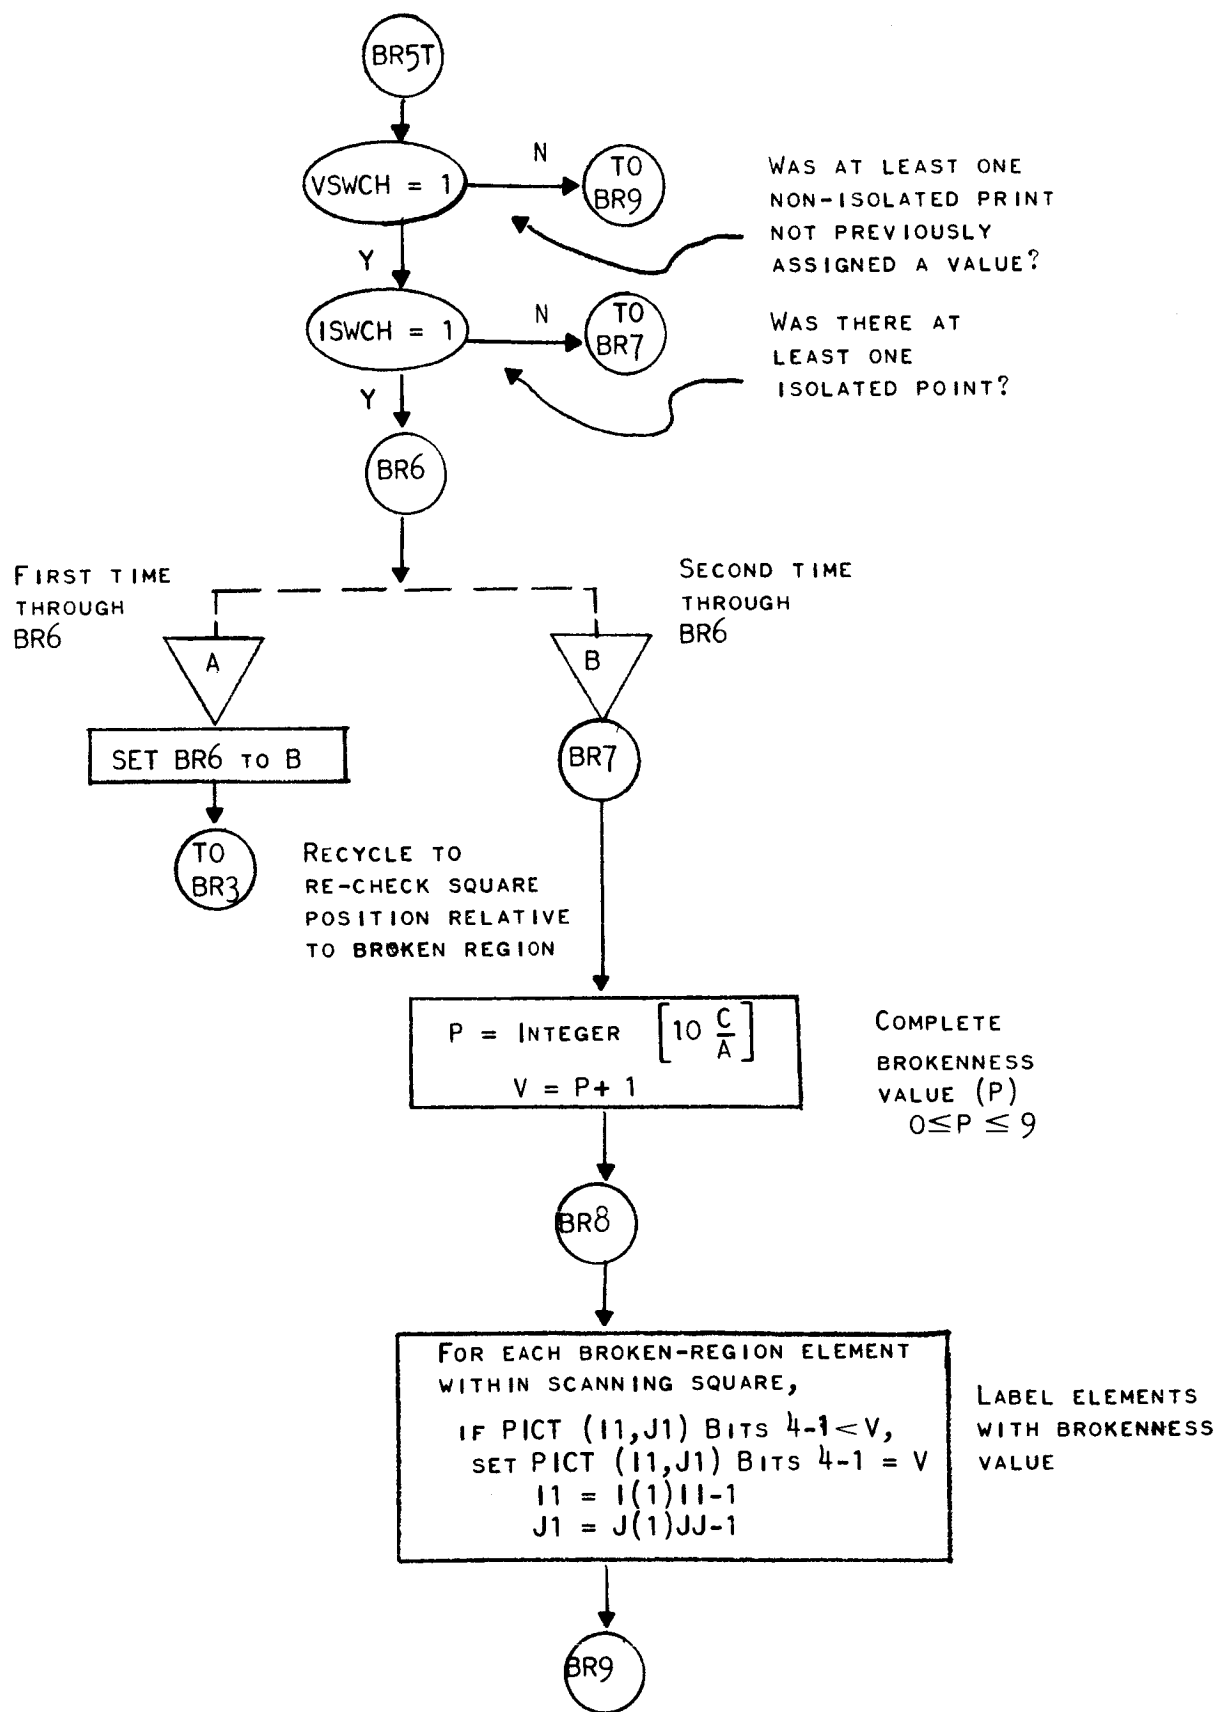 BR5T
VSWCH = 1
N
TO
BR9
WAS AT LEAST ONE
NON-ISOLATED PRINT
NOT PREVIOUSLY
ASSIGNED A VALUE?
Y
ISWCH = 1
N
TO
BR7
WAS THERE AT
LEAST ONE
ISOLATED POINT?
Y
BR6
FIRST TIME
THROUGH
BR6
SECOND TIME
THROUGH
BR6
A
B
SET BR6 TO B
BR7
TO
BR3
RECYCLE TO
RE-CHECK SQUARE
POSITION RELATIVE
TO BROKEN REGION
P = INTEGER [10 C/A]
V = P+ 1
COMPLETE
BROKENNESS
VALUE (P)
0≤P ≤ 9
BR8
FOR EACH BROKEN-REGION ELEMENT
WITHIN SCANNING SQUARE,
IF PICT (I1,J1) BITS 4-1<V,
SET PICT (I1,J1) BITS 4-1 = V
I1 = I(1)II-1
J1 = J(1)JJ-1
LABEL ELEMENTS
WITH BROKENNESS
VALUE
BR9